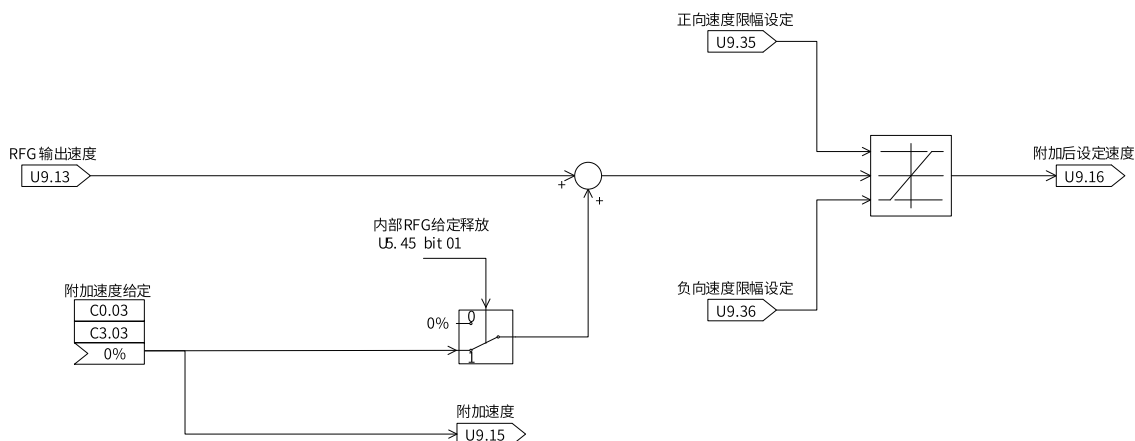 正向速度限幅设定
U9.35
RFG 输出速度
U9.13
附加后设定速度
U9.16
+
+
内部RFG给定释放
U5.45 bit 01
负向速度限幅设定
U9.36
附加速度给定
C0.03
C3.03
0%
0%
0
1
附加速度
U9.15